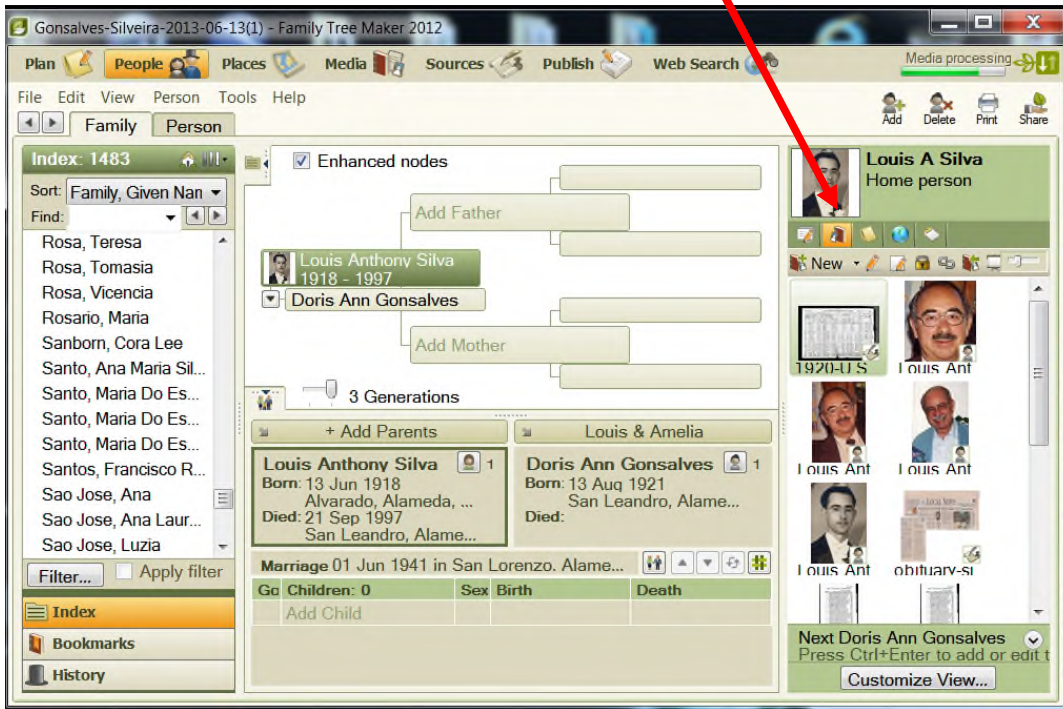 Gonsalves-Silveira-2013-06-13(1) - Family Tree Maker 2012
Plan People Places Media Sources Publish Web Search Media processing
File Edit View Person Tools Help
Add Delete Print Share
Family Person
Index: 1483
Sort: Family, Given Nan
Find:
Rosa, Teresa
Rosa, Tomasia
Rosa, Vicencia
Rosario, Maria
Sanborn, Cora Lee
Santo, Ana Maria Sil...
Santo, Maria Do Es...
Santo, Maria Do Es...
Santo, Maria Do Es...
Santos, Francisco R...
Sao Jose, Ana
Sao Jose, Ana Laur...
Sao Jose, Luzia
Filter... Apply filter
Index
Bookmarks
History
Enhanced nodes
Add Father
Louis Anthony Silva
1918 - 1997
Doris Ann Gonsalves
Add Mother
3 Generations
+ Add Parents
Louis & Amelia
Louis Anthony Silva 1
Born: 13 Jun 1918
Alvarado, Alameda, ...
Died: 21 Sep 1997
San Leandro, Alame...
Doris Ann Gonsalves 1
Born: 13 Aug 1921
San Leandro, Alame...
Died:
Marriage 01 Jun 1941 in San Lorenzo. Alame...
Go Children: 0 Sex Birth Death
Add Child
Louis A Silva
Home person
New
1920-U S Louis Ant
Louis Ant Louis Ant
Louis Ant obituary-si
Next Doris Ann Gonsalves
Press Ctrl+Enter to add or edit t
Customize View...